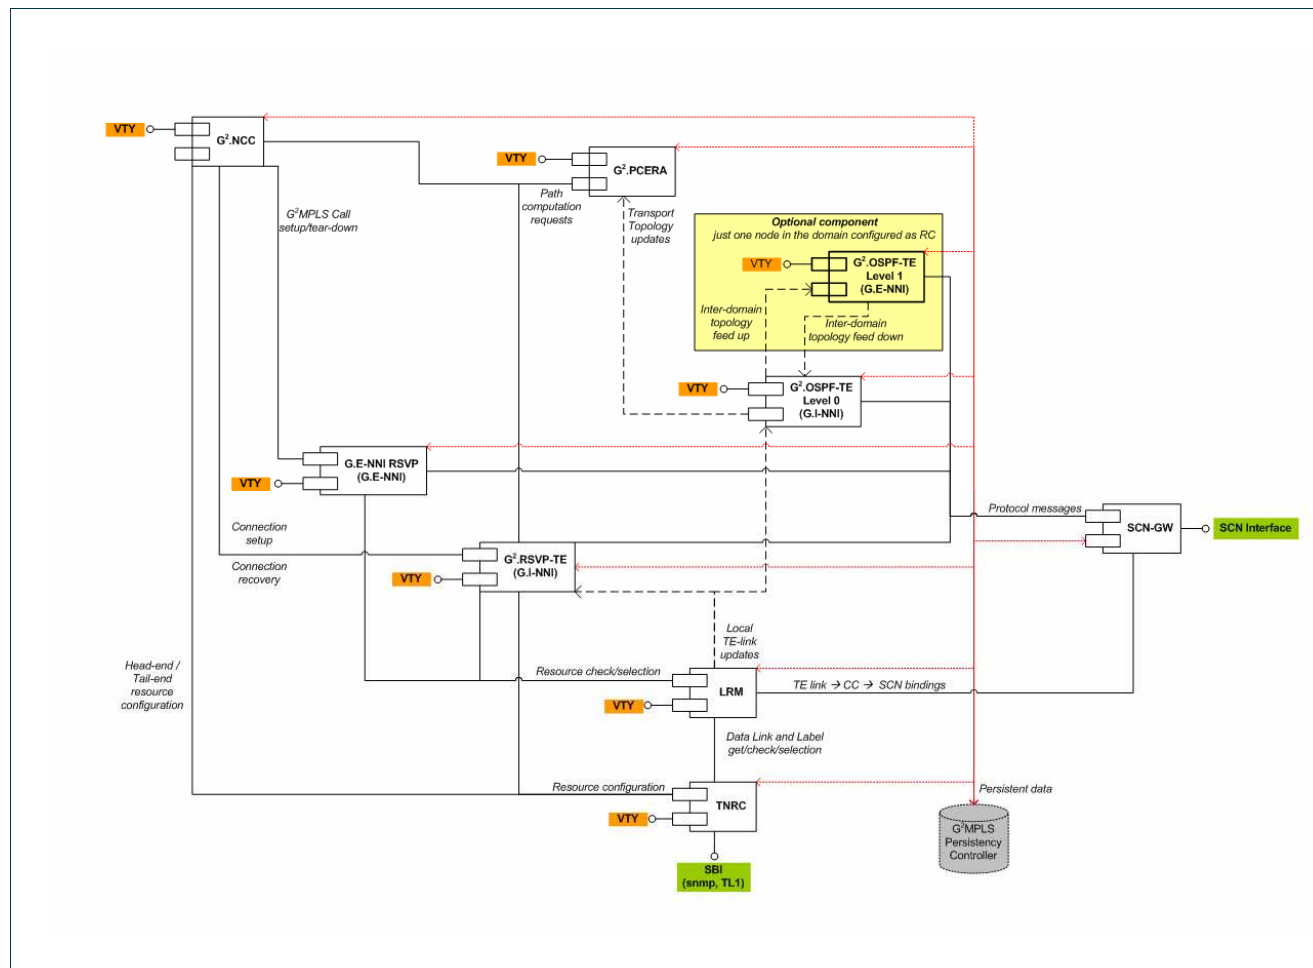 VTY
G².NCC
VTY
G².PCERA
Path
computation
requests
Transport
Topology
updates
G²MPLS Call
setup/tear-down
Optional component
just one node in the domain configured as RC
VTY
G².OSPF-TE
Level 1
(G.E-NNI)
Inter-domain
topology
feed up
Inter-domain
topology feed down
VTY
G².OSPF-TE
Level 0
(G.I-NNI)
G.E-NNI RSVP
(G.E-NNI)
VTY
Connection
setup
Connection
recovery
G².RSVP-TE
(G.I-NNI)
VTY
Protocol messages
SCN-GW
SCN Interface
Local
TE-link
updates
Head-end /
Tail-end
resource
configuration
Resource check/selection
LRM
VTY
TE link → CC → SCN bindings
Data Link and Label
get/check/selection
Resource configuration
TNRC
VTY
Persistent data
G²MPLS
Persistency
Controller
SBI
(snmp, TL1)